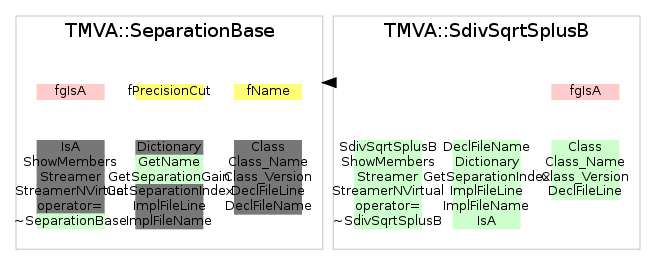 TMVA::SeparationBase
fgIsA
fPrecisionCut
fName
IsA
ShowMembers
Streamer
StreamerNVirtual
operator=
~SeparationBase
Dictionary
GetName
GetSeparationGain
GetSeparationIndex
ImplFileLine
ImplFileName
Class
Class_Name
Class_Version
DeclFileLine
DeclFileName
TMVA::SdivSqrtSplusB
fgIsA
SdivSqrtSplusB
ShowMembers
Streamer
StreamerNVirtual
operator=
~SdivSqrtSplusB
DeclFileName
Dictionary
GetSeparationIndex
ImplFileLine
ImplFileName
IsA
Class
Class_Name
Class_Version
DeclFileLine